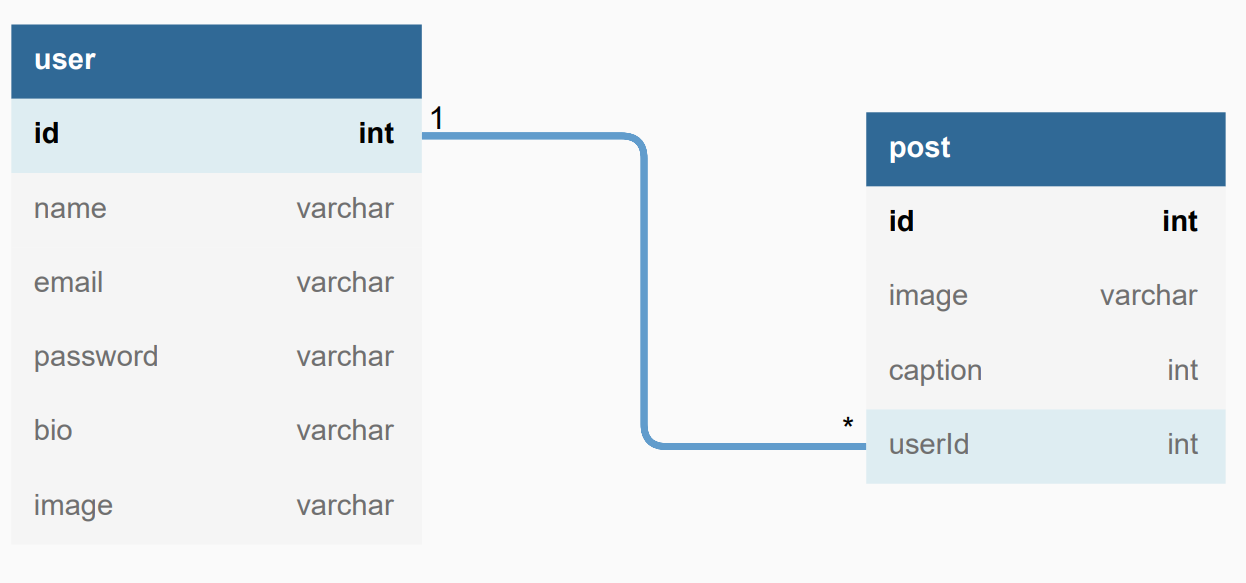 user
id int
name varchar
email varchar
password varchar
bio varchar
image varchar
1
*
post
id int
image varchar
caption int
userId int